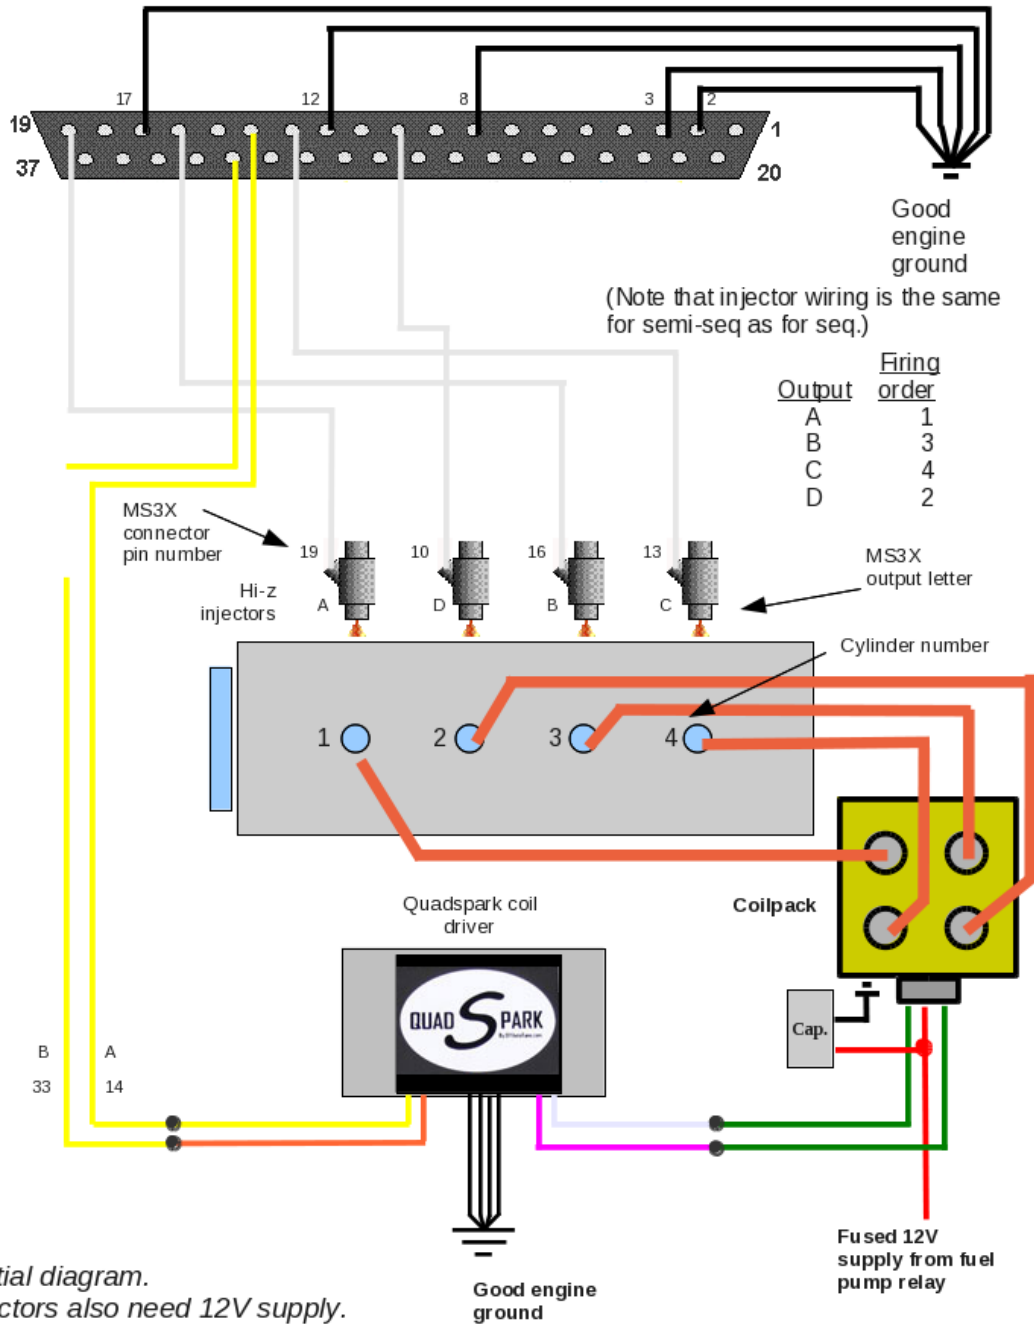 17
12
8
3
2
19
1
37
20
Good
engine
ground
(Note that injector wiring is the same
for semi-seq as for seq.)
Firing
Output order
A 1
B 3
C 4
D 2
MS3X
connector
pin number
19
10
16
13
MS3X
output letter
Hi-z
injectors
A
D
B
C
Cylinder number
1
2
3
4
Quadspark coil
driver
Coilpack
QUAD S PARK
Cap.
B A
33 14
Fused 12V
supply from fuel
pump relay
tial diagram.
ctors also need 12V supply.
Good engine
ground